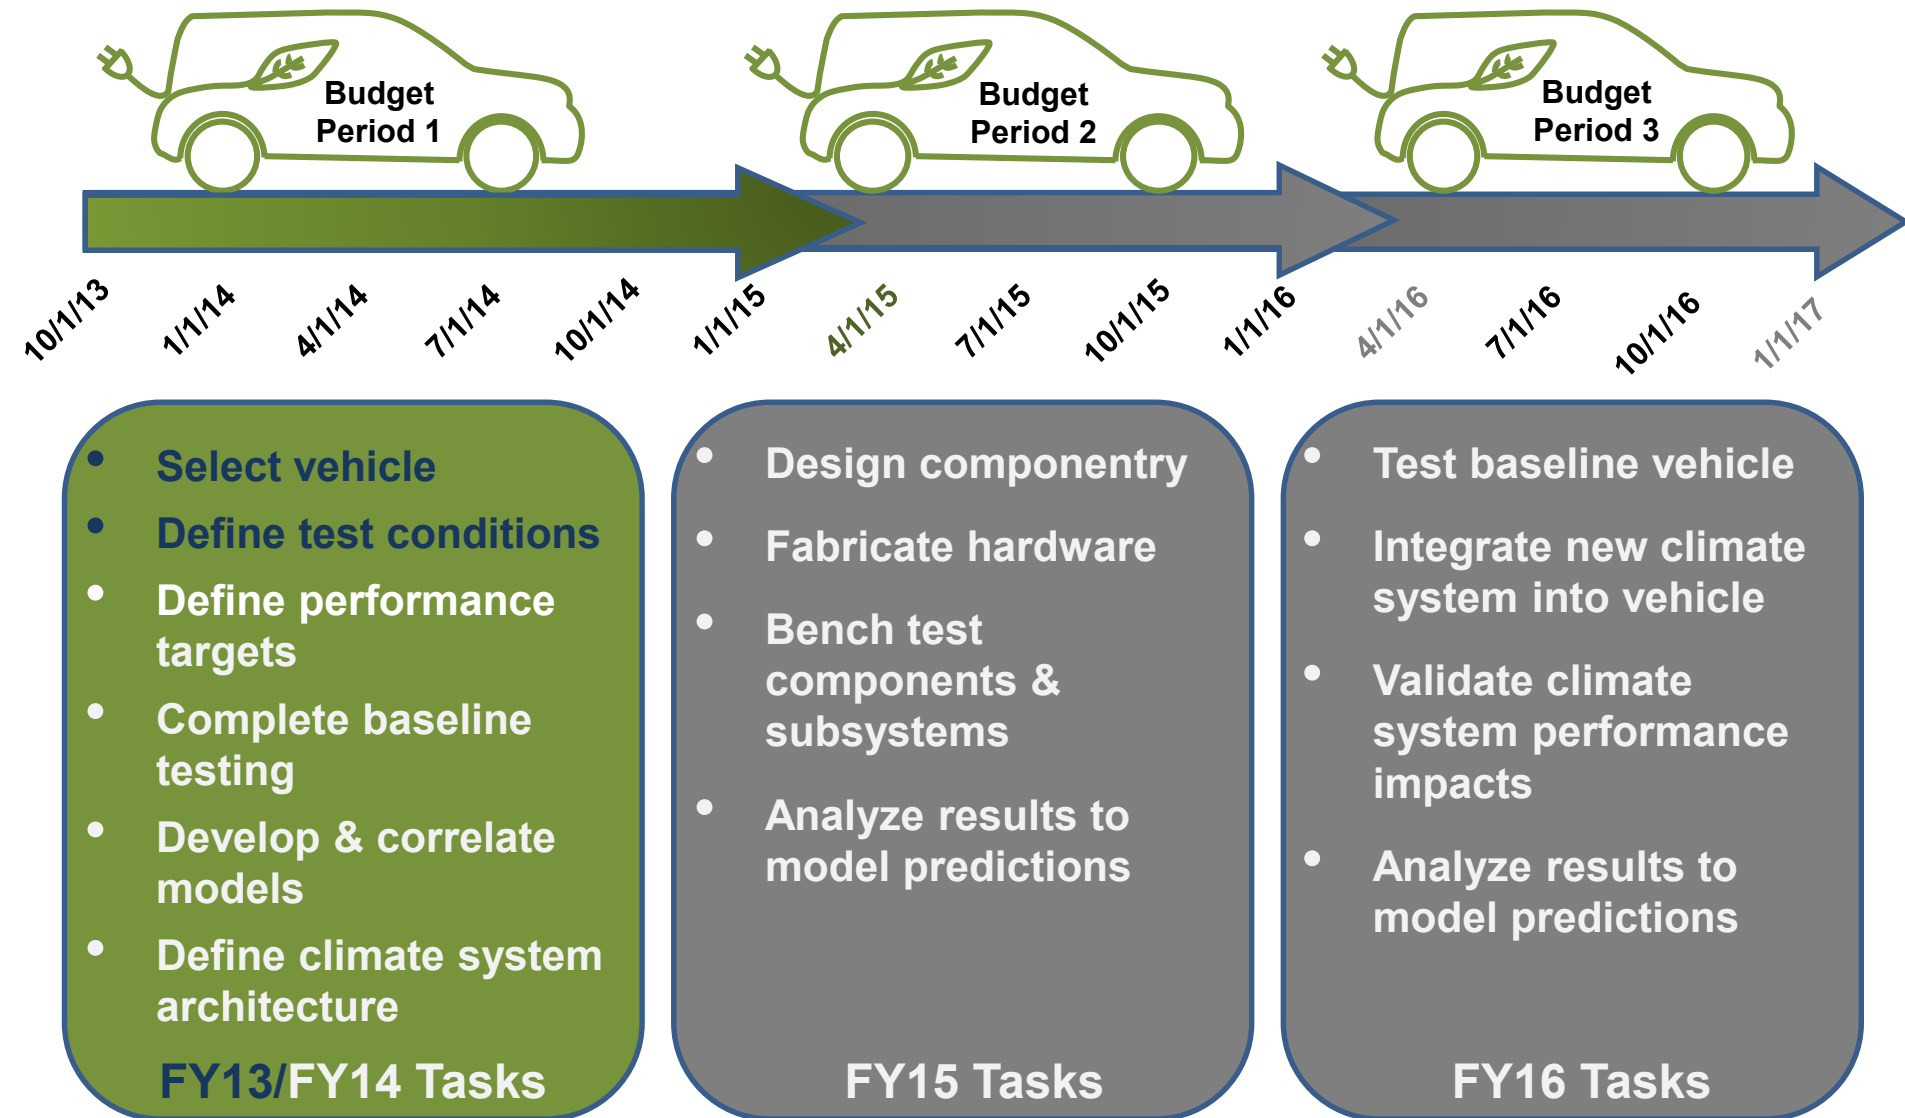 Budget
Period 1
Budget
Period 2
Budget
Period 3
10/1/13
1/1/14
4/1/14
7/1/14
10/1/14
1/1/15
4/1/15
7/1/15
10/1/15
1/1/16
4/1/16
7/1/16
10/1/16
1/1/17
• Select vehicle
• Define test conditions
• Define performance
targets
• Complete baseline
testing
• Develop & correlate
models
• Define climate system
architecture
FY13/FY14 Tasks
• Design componentry
• Fabricate hardware
• Bench test
components &
subsystems
• Analyze results to
model predictions
FY15 Tasks
• Test baseline vehicle
• Integrate new climate
system into vehicle
• Validate climate
system performance
impacts
• Analyze results to
model predictions
FY16 Tasks